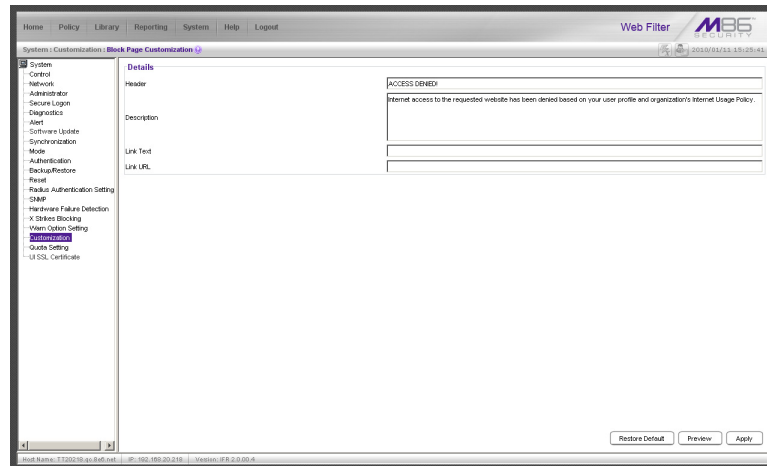 Home Policy Library Reporting System Help Logout
Web Filter
M86
SECURITY
System : Customization : Block Page Customization
2010/01/11 15:25:41
System
Control
Network
Administrator
Secure Logon
Diagnostics
Alert
Software Update
Synchronization
Mode
Authentication
Backup/Restore
Reset
Radius Authentication Setting
SNMP
Hardware Failure Detection
X Strikes Blocking
Warn Option Setting
Customization
Quota Setting
UI SSL Certificate
Details
Header
ACCESS DENIED!
Description
Internet access to the requested website has been denied based on your user profile and organization's Internet Usage Policy.
Link Text
Link URL
Restore Default Preview Apply
Host Name: TT20218.qc.8e6.net IP: 192.168.20.218 Version: IFR 2.0.00.4